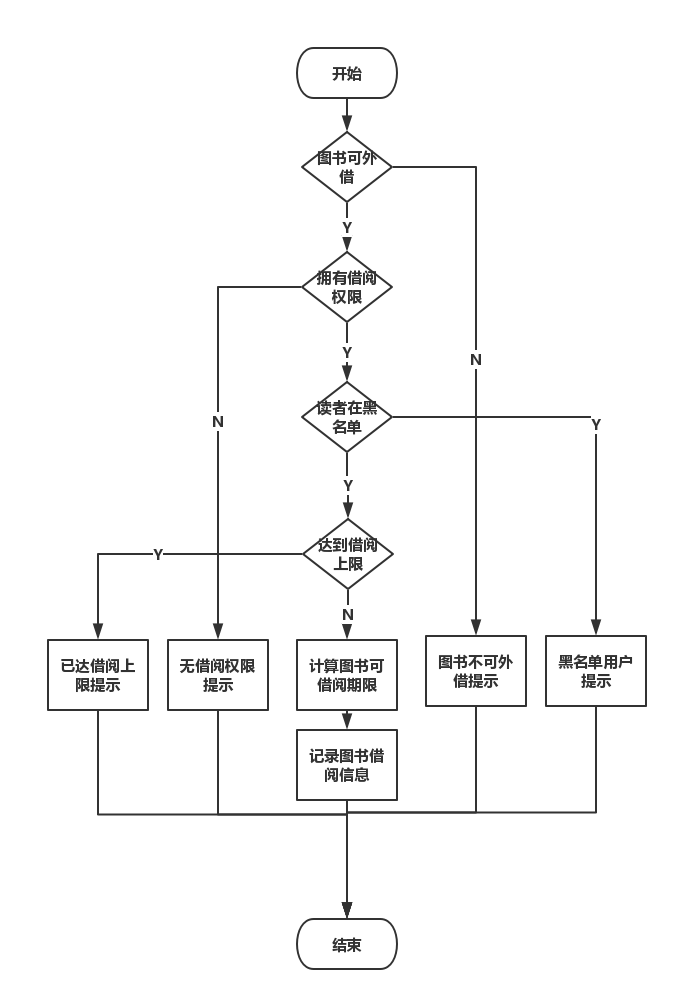 开始
图书可外
借
Y
拥有借阅
权限
Y
N
读者在黑
名单
N
Y
Y
达到借阅
上限
Y
N
已达借阅上
限提示
无借阅权限
提示
计算图书可
借阅期限
图书不可外
借提示
黑名单用户
提示
记录图书借
阅信息
结束